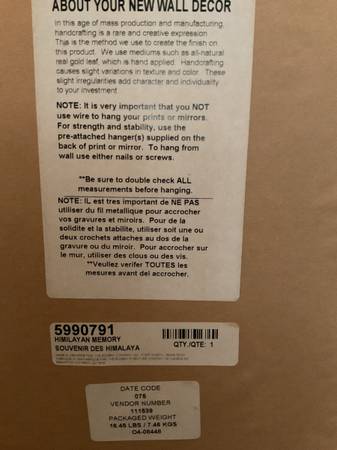 ABOUT YOUR NEW WALL DECOR
In this age of mass production and manufacturing,
handcrafting is a rare and creative expression
This is the method we use to create the finish on
this product. We use mediums such as all-natural
real gold leaf, which is hand applied. Handcrafting
causes slight variations in texture and color. These
slight irregularities add character and individuality
to your investment
NOTE: It is very important that you NOT
use wire to hang your prints or mirrors.
For strength and stability, use the
pre-attached hanger(s) supplied on the
back of print or mirror. To hang from
wall use either nails or screws.
**Be sure to double check ALL
measurements before hanging.
NOTE: IL est tres important de NE PAS
utiliser du fil metallique pour accrocher
vos gravures et miroirs. Pour de la
solidite et la stabilite, utiliser soit une ou
deux crochets attaches au dos de la
gravure ou du miroir. Pour accrocher sur
le mur, utiliser des clous ou des vis.
**Veullez verifer TOUTES les
mesures avant del accrocher.
5990791
HIMILAYAN MEMORY
QTY./QTE: 1
SOUVENIR DES HIMALAYA
DATE CODE
075
VENDOR NUMBER
111539
PACKAGED WEIGHT
16.45 LBS / 7.46 KGS
O4-06446